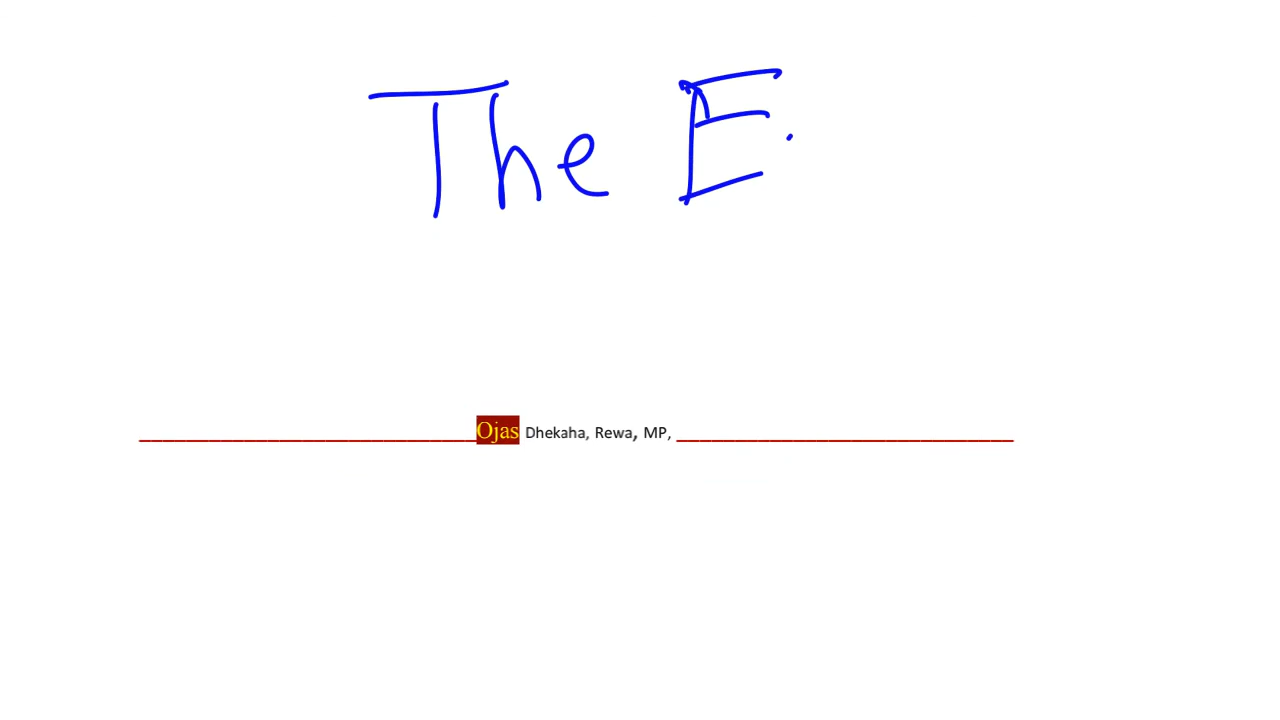 The E
Ojas Dhekaha, Rewa, MP,